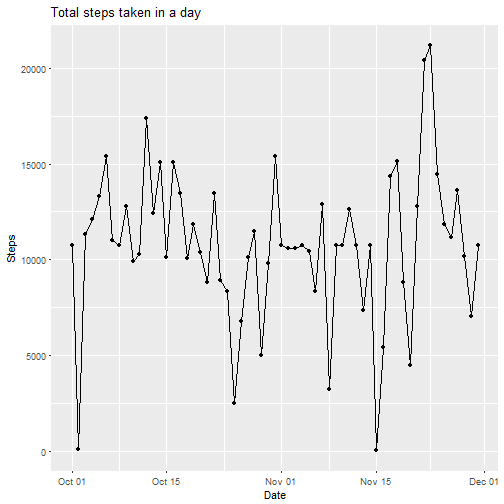 Total steps taken in a day
Steps
20000
15000
10000
5000
0
Oct 01 Oct 15 Nov 01 Nov 15 Dec 01
Date